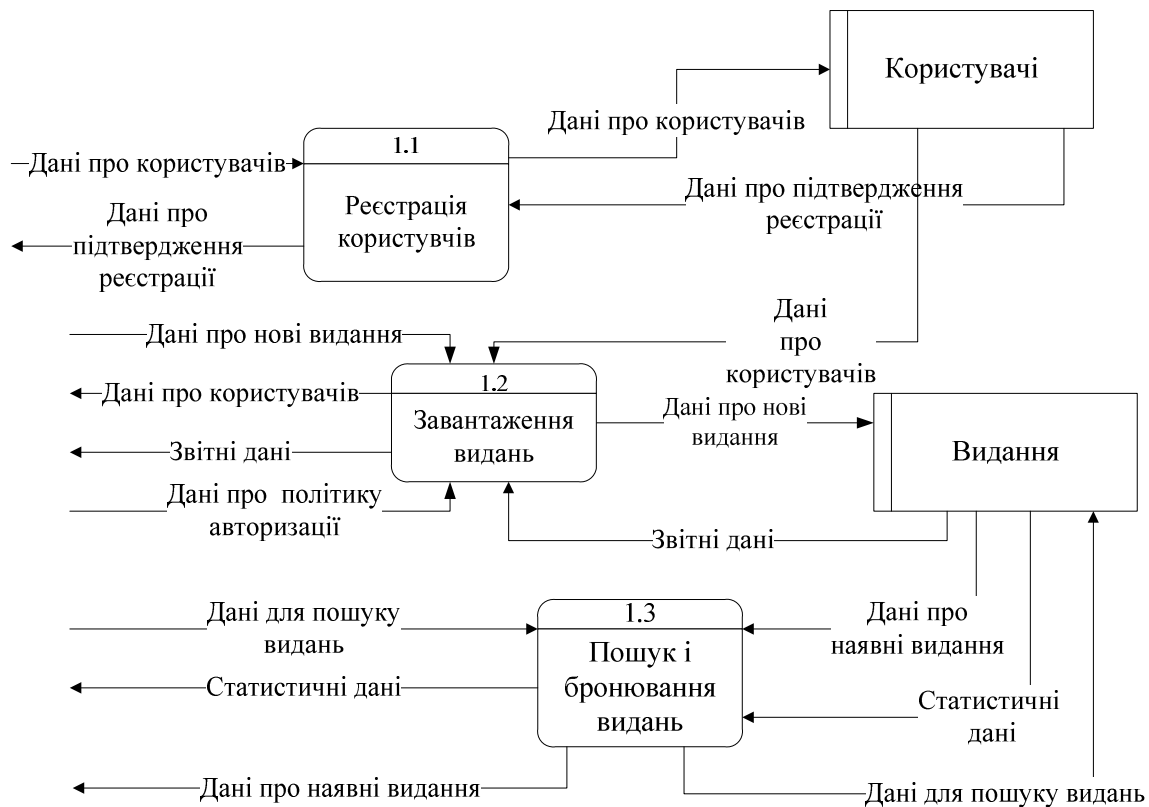 Користувачі
Дані про користувачів
1.1
Дані про користувачів
Реєстрація
користувчів
Дані про підтвердження
реєстрації
Дані про
підтвердження
реєстрації
Дані про нові видання
Дані
про
користувачів
1.2
Дані про користувачів
Завантаження
видань
Дані про нові
видання
Видання
Звітні дані
Дані про політику
авторизації
Звітні дані
Дані для пошуку
видань
1.3
Пошук і
бронювання
видань
Дані про
наявні видання
Статистичні дані
Статистичні
дані
Дані про наявні видання
Дані для пошуку видань